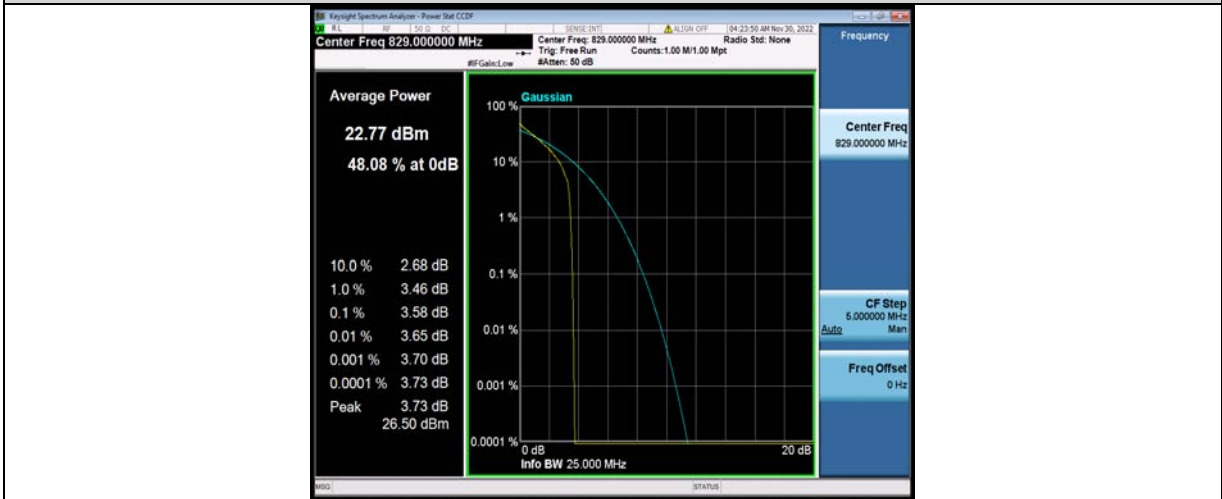 Keysight Spectrum Analyzer - Power Stat CCDF
RL RF 50 Ω DC SENSE:INT ALIGN OFF 04:23:50 AM Nov 30, 2022
Center Freq 829.000000 MHz
Center Freq: 829.000000 MHz Radio Std: None
Trig: Free Run Counts:1.00 M/1.00 Mpt
#IFGain:Low #Atten: 50 dB
Frequency
Average Power
22.77 dBm
48.08 % at 0dB
10.0 % 2.68 dB
1.0 % 3.46 dB
0.1 % 3.58 dB
0.01 % 3.65 dB
0.001 % 3.70 dB
0.0001 % 3.73 dB
Peak 3.73 dB
26.50 dBm
Gaussian
100 %
10 %
1 %
0.1 %
0.01 %
0.001 %
0.0001 %
0 dB 20 dB
Info BW 25.000 MHz
Center Freq
829.000000 MHz
CF Step
5.000000 MHz
Auto Man
Freq Offset
0 Hz
MSG STATUS